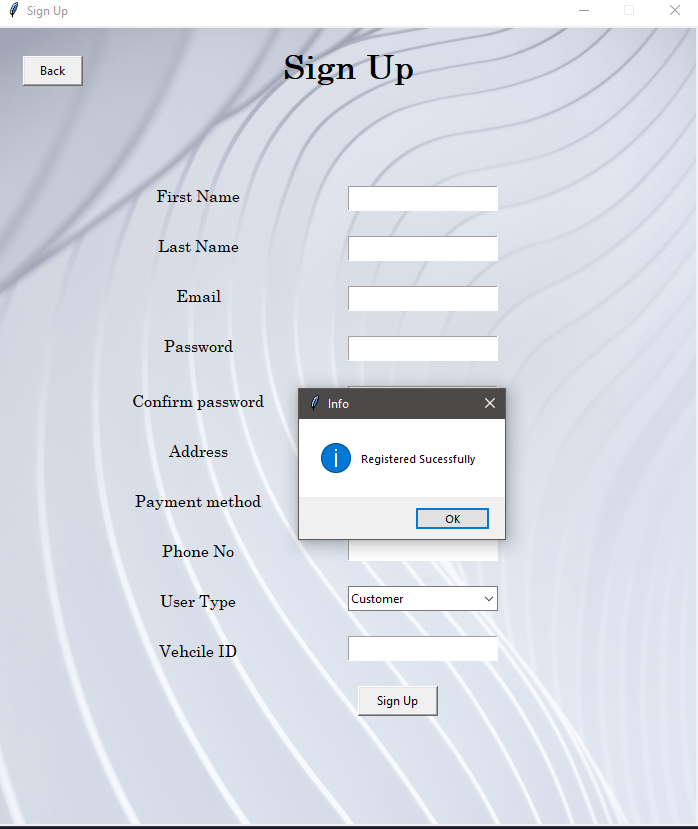 Sign Up
Back
Sign Up
First Name
Last Name
Email
Password
Confirm password
Info
Registered Sucessfully
OK
Address
Payment method
Phone No
User Type
Customer
Vehcile ID
Sign Up